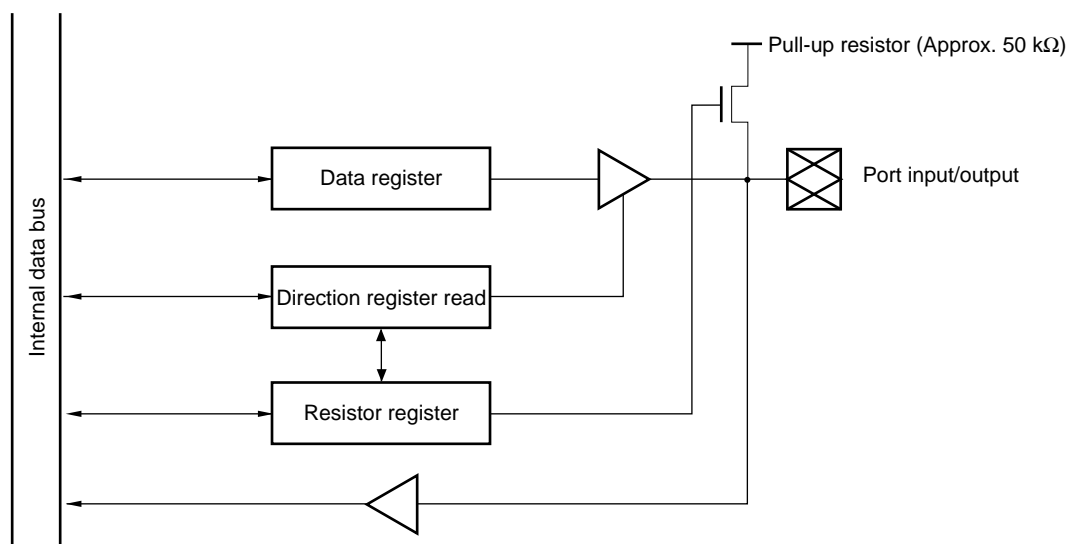 Pull-up resistor (Approx. 50 kΩ)
Data register
Port input/output
Internal data bus
Direction register read
Resistor register